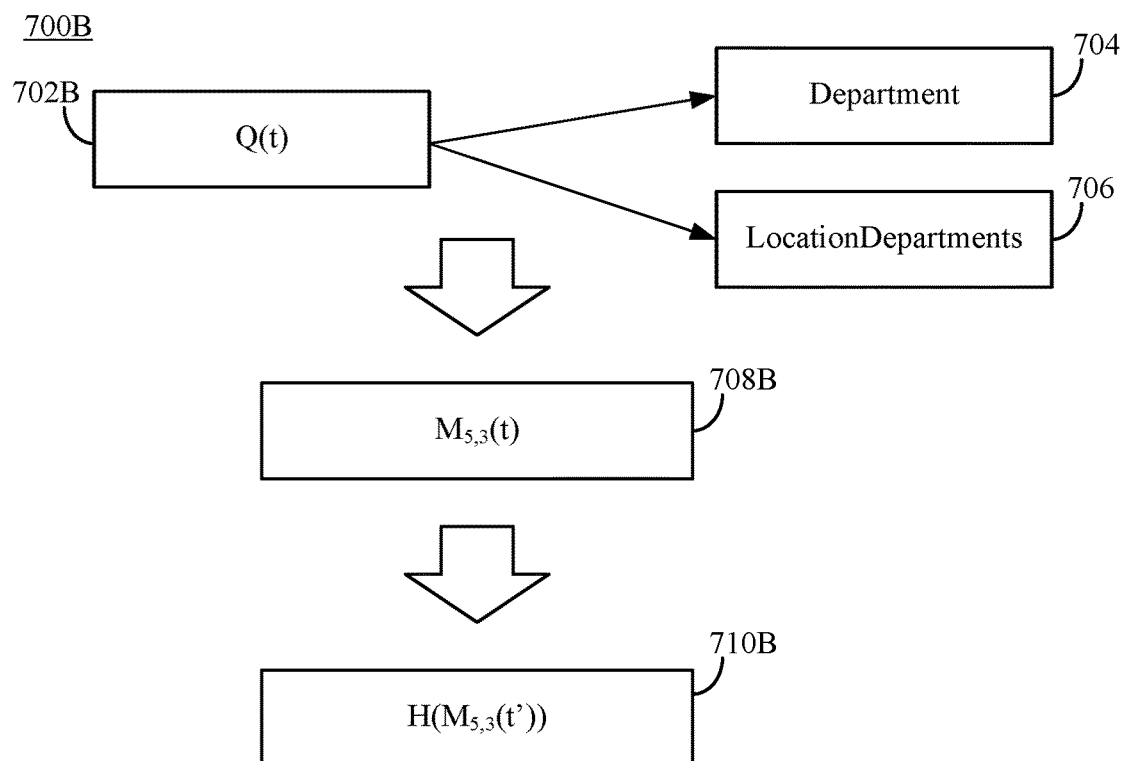 700B
704
702B
Department
Q(t)
706
LocationDepartments
708B
M5,3(t)
710B
H(M5,3(t’))